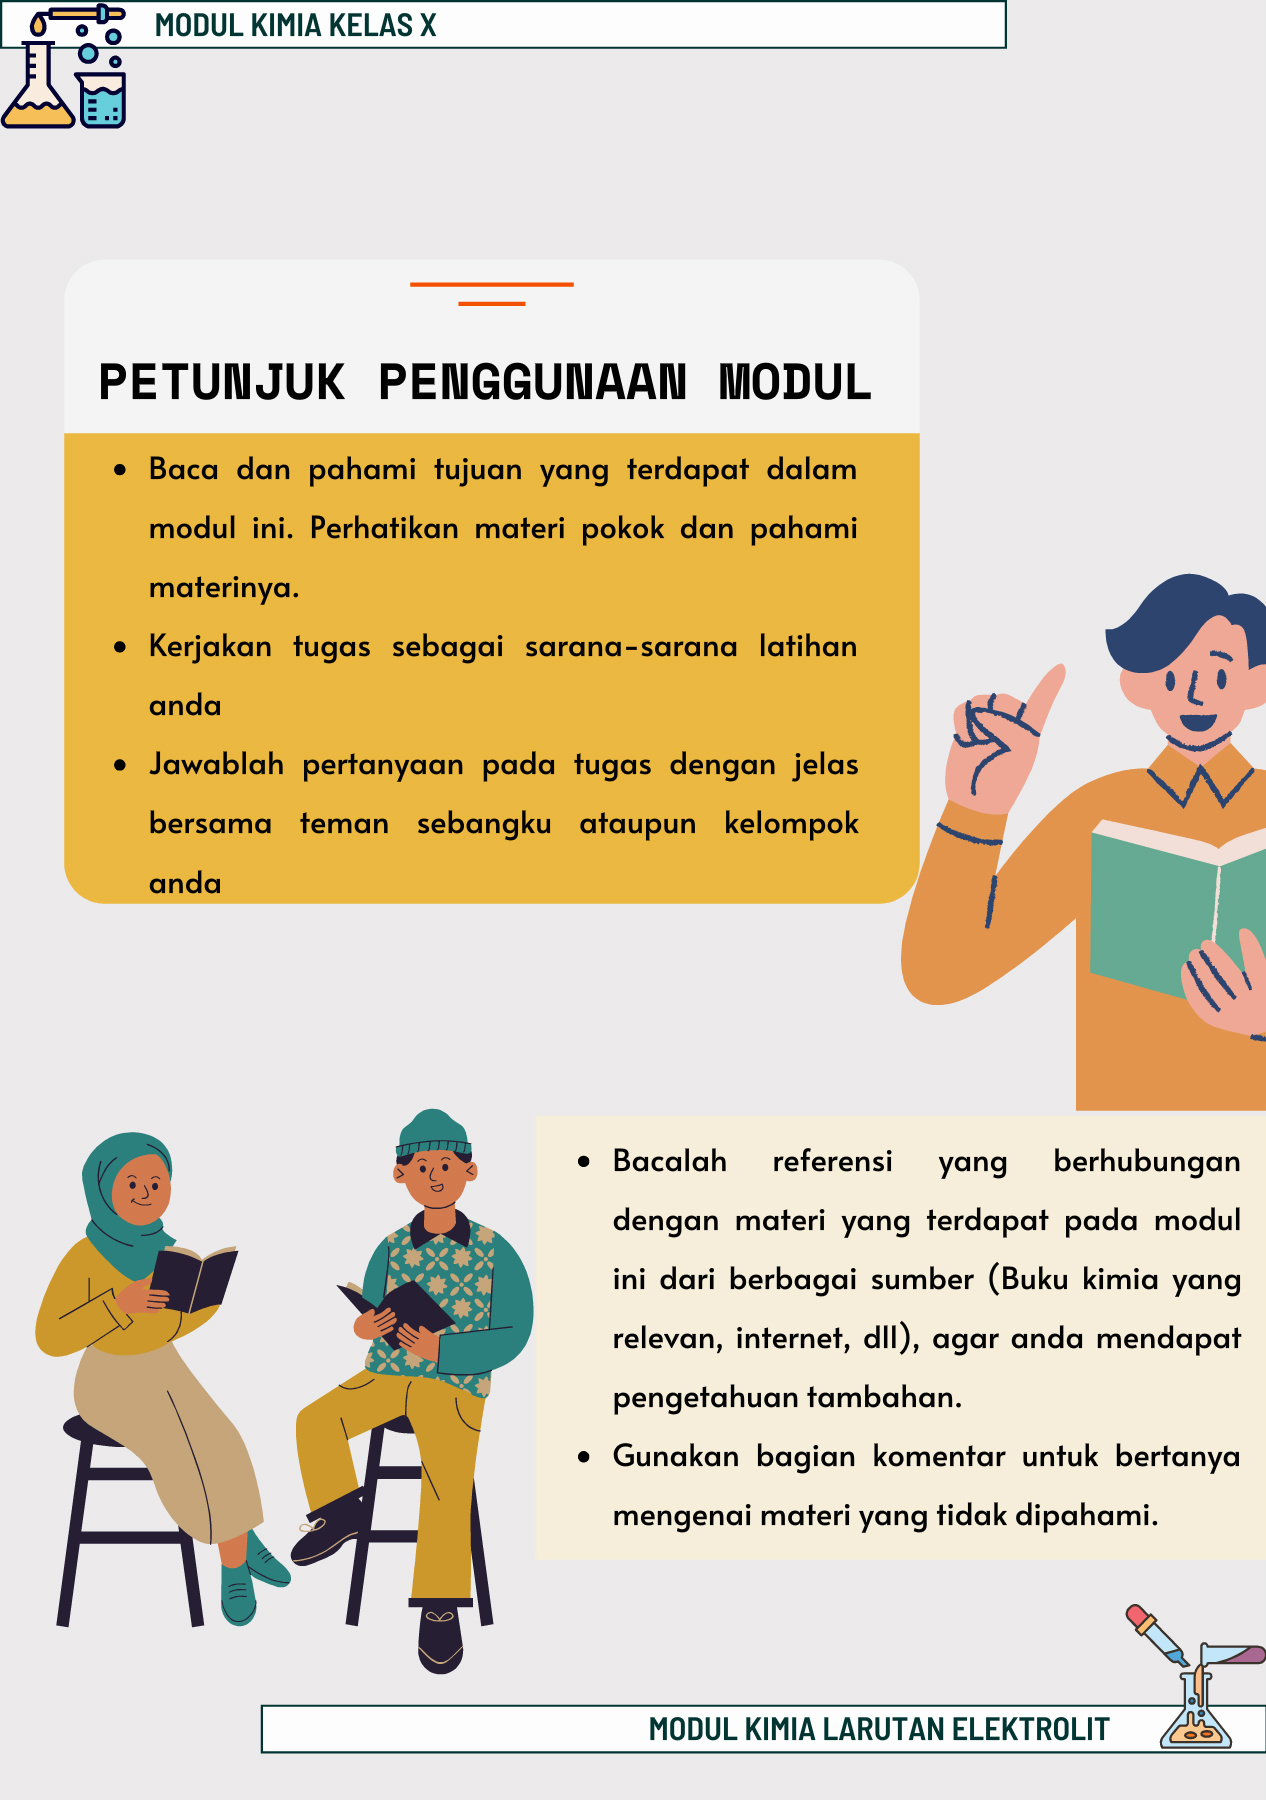 MODUL KIMIA KELAS X
PETUNJUK PENGGUNAAN MODUL
• Baca dan pahami tujuan yang terdapat dalam
modul ini. Perhatikan materi pokok dan pahami
materinya.
• Kerjakan tugas sebagai sarana-sarana latihan
anda
• Jawablah pertanyaan pada tugas dengan jelas
bersama teman sebangku ataupun kelompok
anda
• Bacalah referensi yang berhubungan
dengan materi yang terdapat pada modul
ini dari berbagai sumber (Buku kimia yang
relevan, internet, dll), agar anda mendapat
pengetahuan tambahan.
• Gunakan bagian komentar untuk bertanya
mengenai materi yang tidak dipahami.
MODUL KIMIA LARUTAN ELEKTROLIT